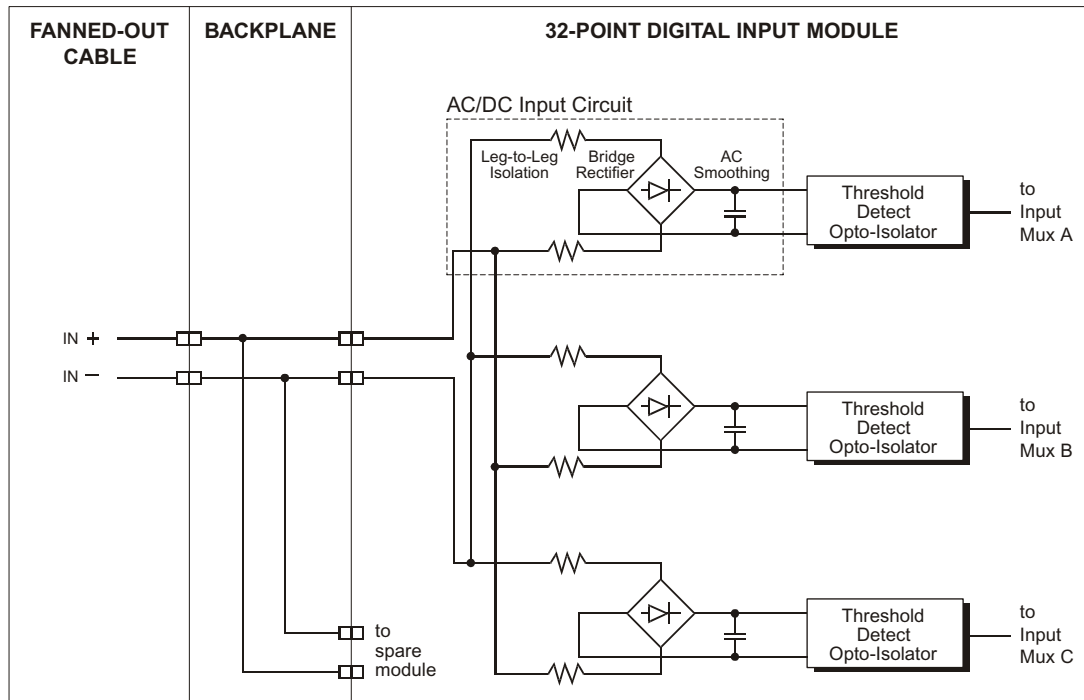 FANNED-OUT
CABLE
BACKPLANE
32-POINT DIGITAL INPUT MODULE
AC/DC Input Circuit
Leg-to-Leg
Isolation
Bridge
Rectifier
AC
Smoothing
Threshold
Detect
Opto-Isolator
to
Input
Mux A
IN +
IN −
Threshold
Detect
Opto-Isolator
to
Input
Mux B
Threshold
Detect
Opto-Isolator
to
Input
Mux C
to
spare
module